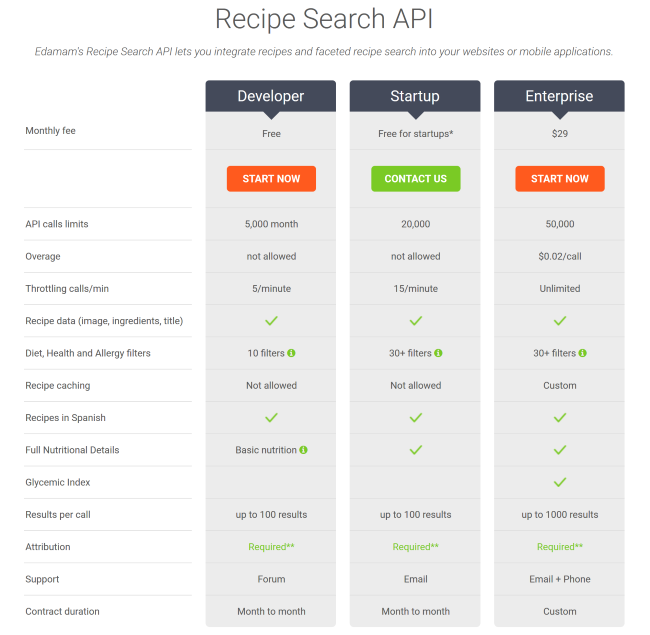 Recipe Search API
Edamam's Recipe Search API lets you integrate recipes and faceted recipe search into your websites or mobile applications.
Developer Startup Enterprise
Monthly fee Free Free for startups* $29
START NOW CONTACT US START NOW
API calls limits 5,000 month 20,000 50,000
Overage not allowed not allowed $0.02/call
Throttling calls/min 5/minute 15/minute Unlimited
Recipe data (image, ingredients, title)
Diet, Health and Allergy filters 10 filters 30+ filters 30+ filters
Recipe caching Not allowed Not allowed Custom
Recipes in Spanish
Full Nutritional Details Basic nutrition
Glycemic Index
Results per call up to 100 results up to 100 results up to 1000 results
Attribution Required** Required** Required**
Support Forum Email Email + Phone
Contract duration Month to month Month to month Custom